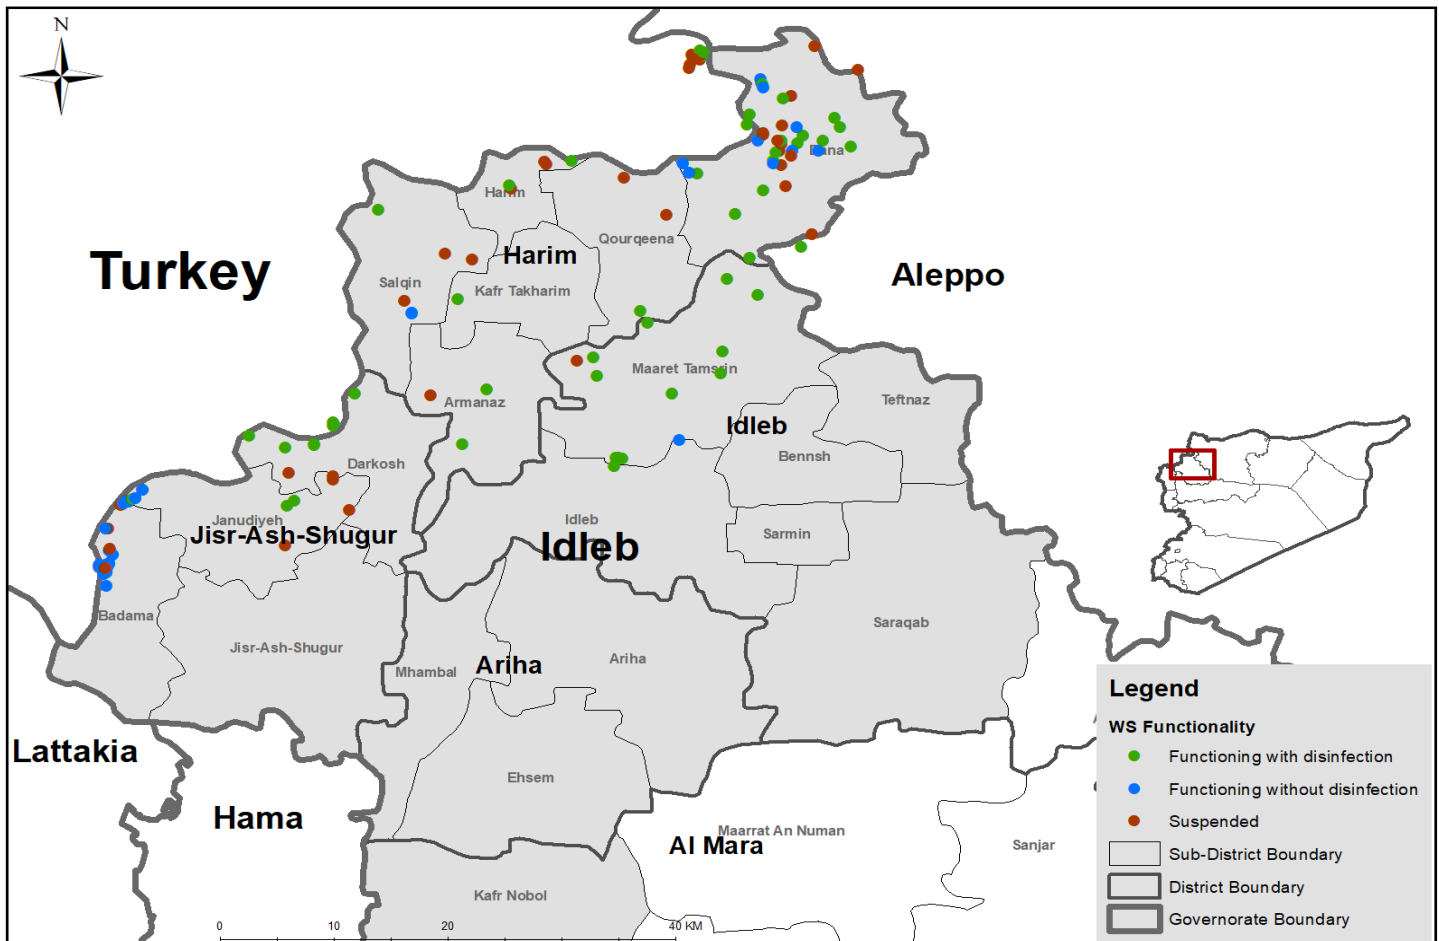 N
Dana
Harim
Qourqeena
Harim
Turkey
Aleppo
Salqin
Kafr Takharim
Maaret Tamsrin
Armanaz
Teftnaz
Idleb
Bennsh
Darkosh
Janudiyeh
Jisr-Ash-Shugur
Idleb
Idleb
Sarmin
Badama
Saraqab
Jisr-Ash-Shugur
Mhambal
Ariha
Ariha
Lattakia
Ehsem
Hama
Maarrat An Numan
Al Mara
Sanjar
Kafr Nobol
0 10 20 40 KM
Legend
WS Functionality
Functioning with disinfection
Functioning without disinfection
Suspended
Sub-District Boundary
District Boundary
Governorate Boundary